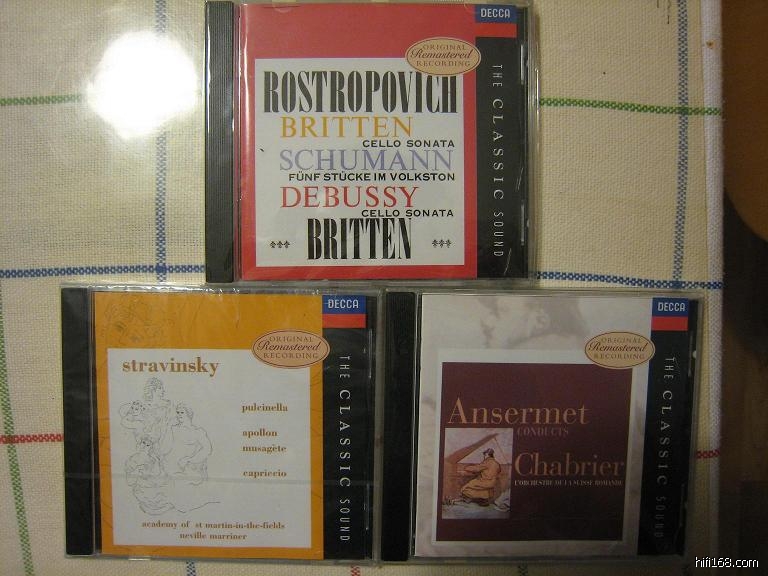 DECCA
ORIGINAL
Remastered
RECORDING
THE CLASSIC SOUND
ROSTROPOVICH
BRITTEN
CELLO SONATA
SCHUMANN
FÜNF STÜCKE IM VOLKSTON
DEBUSSY
CELLO SONATA
BRITTEN
DECCA
ORIGINAL
Remastered
RECORDING
THE CLASSIC SOUND
stravinsky
pulcinella
apollon
musagète
capriccio
academy of st martin-in-the-fields
neville marriner
DECCA
ORIGINAL
Remastered
RECORDING
THE CLASSIC SOUND
Ansermet
CONDUCTS
Chabrier
L'ORCHESTRE DE LA SUISSE ROMANDE
hifi168.com